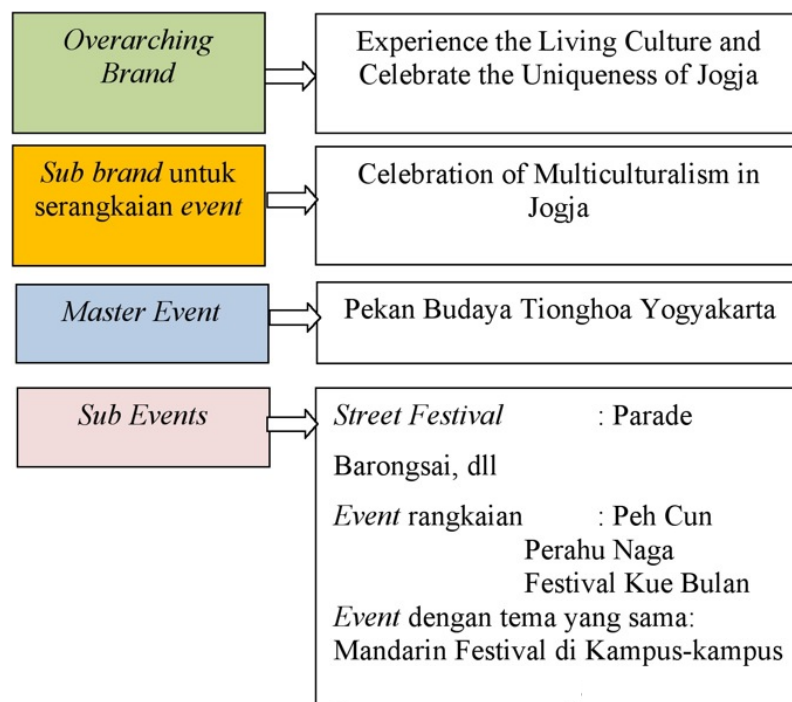 Overarching
Brand
Experience the Living Culture and
Celebrate the Uniqueness of Jogja
Sub brand untuk
serangkaian event
Celebration of Multiculturalism in
Jogja
Master Event
Pekan Budaya Tionghoa Yogyakarta
Sub Events
Street Festival : Parade
Barongsai, dll
Event rangkaian : Peh Cun
Perahu Naga
Festival Kue Bulan
Event dengan tema yang sama:
Mandarin Festival di Kampus-kampus